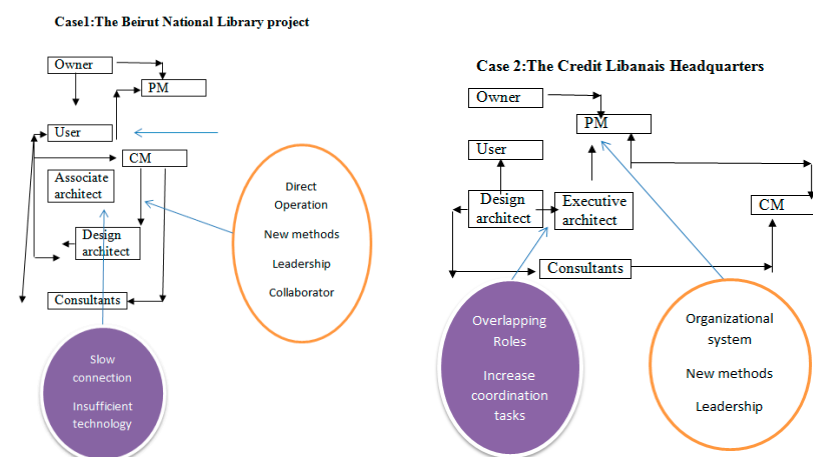 Case1:The Beirut National Library project
Owner
PM
User
CM
Associate
architect
Design
architect
Consultants
Direct
Operation
New methods
Leadership
Collaborator
Slow
connection
Insufficient
technology
Case 2:The Credit Libanais Headquarters
Owner
PM
User
Design
architect
Executive
architect
CM
Consultants
Overlapping
Roles
Increase
coordination
tasks
Organizational
system
New methods
Leadership